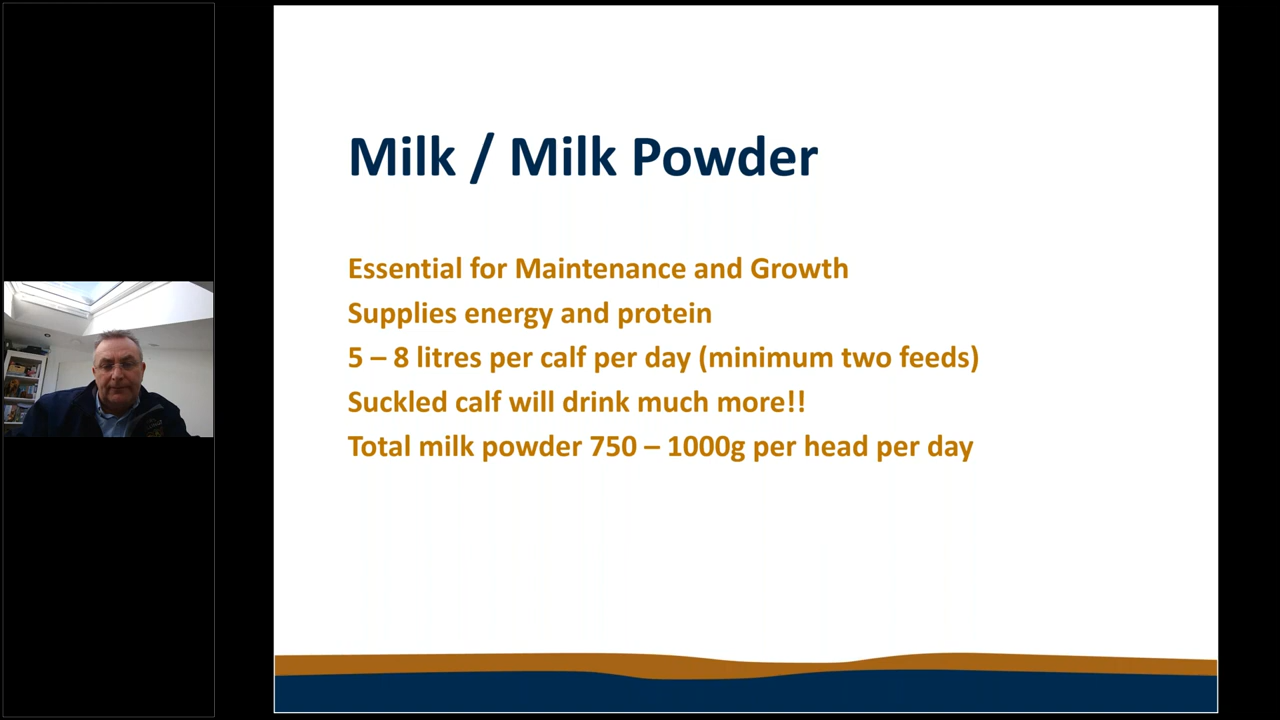 Milk / Milk Powder
Essential for Maintenance and Growth
Supplies energy and protein
5 – 8 litres per calf per day (minimum two feeds)
Suckled calf will drink much more!!
Total milk powder 750 – 1000g per head per day